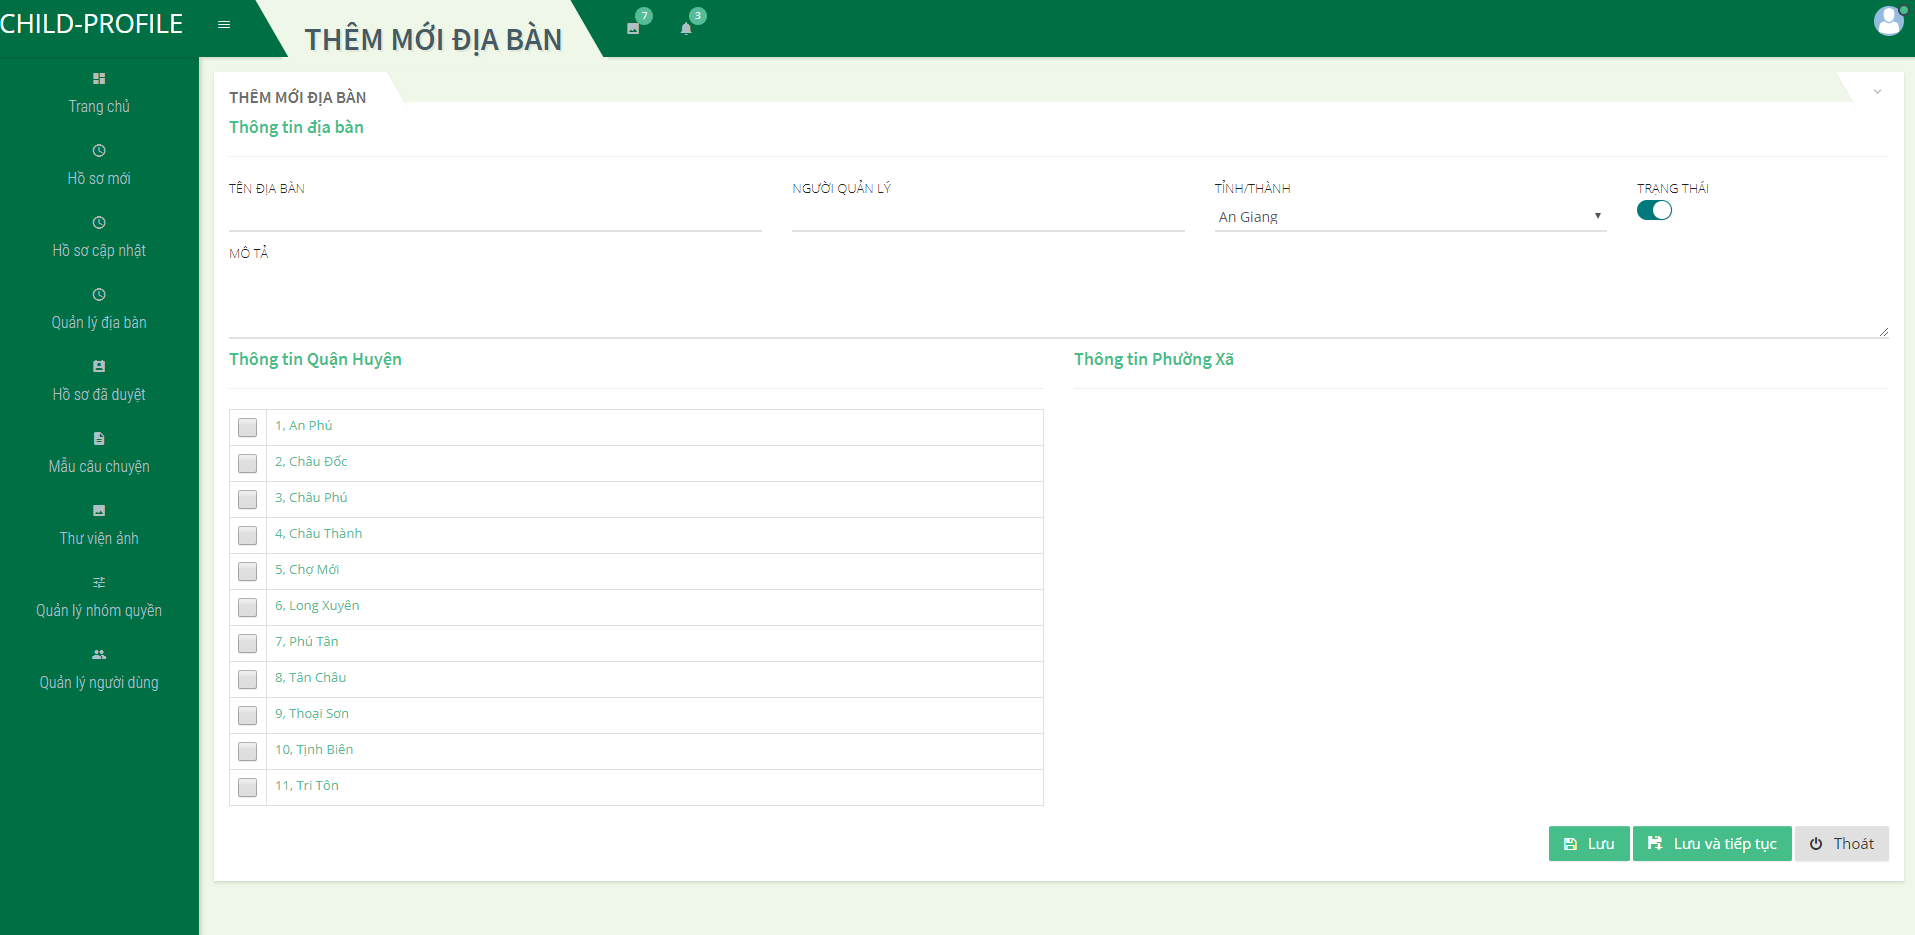 CHILD-PROFILE
THÊM MỚI ĐỊA BÀN
7
3
Trang chủ
Hồ sơ mới
Hồ sơ cập nhật
Quản lý địa bàn
Hồ sơ đã duyệt
Mẫu câu chuyện
Thư viện ảnh
Quản lý nhóm quyền
Quản lý người dùng
THÊM MỚI ĐỊA BÀN
Thông tin địa bàn
TÊN ĐỊA BÀN
NGƯỜI QUẢN LÝ
TỈNH/THÀNH
TRẠNG THÁI
An Giang
MÔ TẢ
Thông tin Quận Huyện
Thông tin Phường Xã
1, An Phú
2, Châu Đốc
3, Châu Phú
4, Châu Thành
5, Chợ Mới
6, Long Xuyên
7, Phú Tân
8, Tân Châu
9, Thoại Sơn
10, Tịnh Biên
11, Tri Tôn
Lưu
Lưu và tiếp tục
Thoát